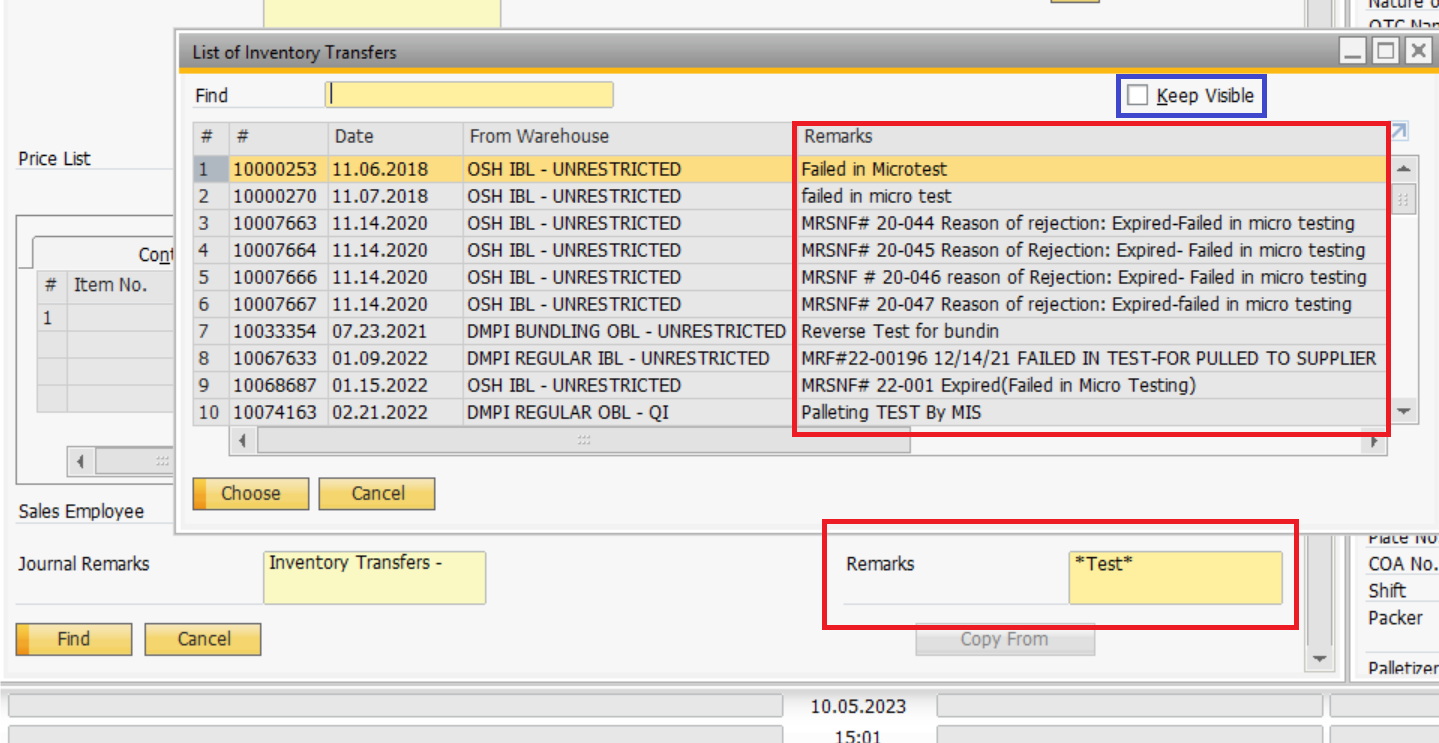 Nature o
OTC Nam
List of Inventory Transfers
Find
Keep Visible
# # Date From Warehouse Remarks
1 10000253 11.06.2018 OSH IBL - UNRESTRICTED Failed in Microtest
2 10000270 11.07.2018 OSH IBL - UNRESTRICTED failed in micro test
3 10007663 11.14.2020 OSH IBL - UNRESTRICTED MRSNF# 20-044 Reason of rejection: Expired-Failed in micro testing
4 10007664 11.14.2020 OSH IBL - UNRESTRICTED MRSNF# 20-045 Reason of Rejection: Expired- Failed in micro testing
5 10007666 11.14.2020 OSH IBL - UNRESTRICTED MRSNF # 20-046 reason of Rejection: Expired- Failed in micro testing
6 10007667 11.14.2020 OSH IBL - UNRESTRICTED MRSNF# 20-047 Reason of rejection: Expired-failed in micro testing
7 10033354 07.23.2021 DMPI BUNDLING OBL - UNRESTRICTED Reverse Test for bundin
8 10067633 01.09.2022 DMPI REGULAR IBL - UNRESTRICTED MRF#22-00196 12/14/21 FAILED IN TEST-FOR PULLED TO SUPPLIER
9 10068687 01.15.2022 OSH IBL - UNRESTRICTED MRSNF# 22-001 Expired(Failed in Micro Testing)
10 10074163 02.21.2022 DMPI REGULAR OBL - QI Palleting TEST By MIS
Choose
Cancel
Price List
Cont
# Item No.
1
Sales Employee
Journal Remarks
Inventory Transfers -
Remarks
*Test*
Find
Cancel
Copy From
Plate No
COA No.
Shift
Packer
Palletizer
10.05.2023
15:01